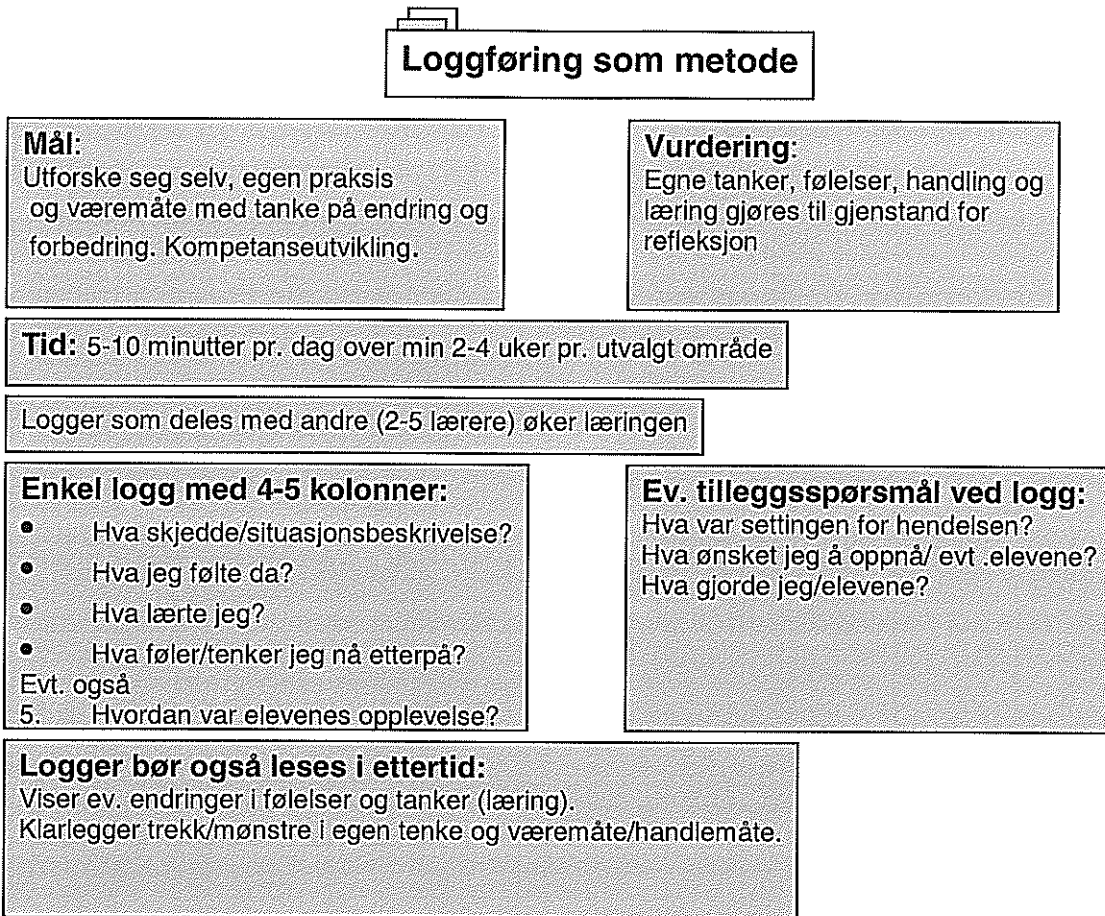 Loggføring som metode
Mål:
Utforske seg selv, egen praksis
og væremåte med tanke på endring og
forbedring. Kompetanseutvikling.
Vurdering:
Egne tanker, følelser, handling og
læring gjøres til gjenstand for
refleksjon
Tid: 5-10 minutter pr. dag over min 2-4 uker pr. utvalgt område
Logger som deles med andre (2-5 lærere) øker læringen
Enkel logg med 4-5 kolonner:
• Hva skjedde/situasjonsbeskrivelse?
• Hva jeg følte da?
• Hva lærte jeg?
• Hva føler/tenker jeg nå etterpå?
Evt. også
5. Hvordan var elevenes opplevelse?
Ev. tilleggsspørsmål ved logg:
Hva var settingen for hendelsen?
Hva ønsket jeg å oppnå/ evt .elevene?
Hva gjorde jeg/elevene?
Logger bør også leses i ettertid:
Viser ev. endringer i følelser og tanker (læring).
Klarlegger trekk/mønstre i egen tenke og væremåte/handlemåte.